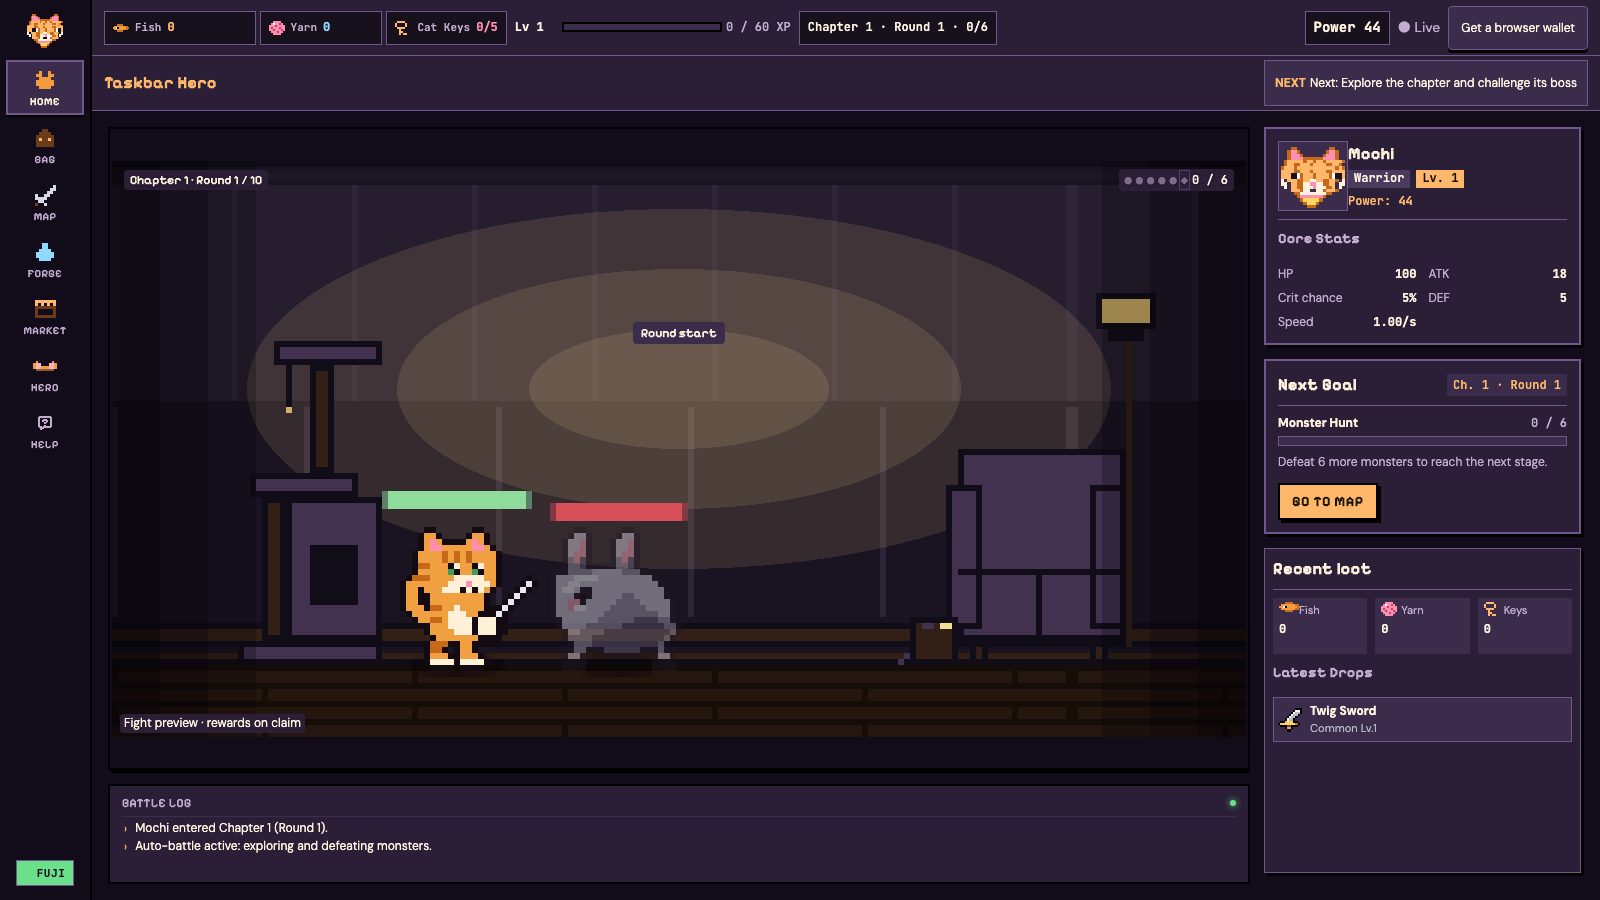 Fish 0
Yarn 0
Cat Keys 0/5
Lv 1
0 / 60 XP
Chapter 1 · Round 1 · 0/6
Power 44
Live
Get a browser wallet
HOME
BAG
MAP
FORGE
MARKET
HERO
HELP
FUJI
Taskbar Hero
NEXT Next: Explore the chapter and challenge its boss
Chapter 1 · Round 1 / 10
0 / 6
Round start
Fight preview · rewards on claim
BATTLE LOG
› Mochi entered Chapter 1 (Round 1).
› Auto-battle active: exploring and defeating monsters.
Mochi
Warrior Lv. 1
Power: 44
Core Stats
HP 100 ATK 18
Crit chance 5% DEF 5
Speed 1.00/s
Next Goal Ch. 1 · Round 1
Monster Hunt 0 / 6
Defeat 6 more monsters to reach the next stage.
GO TO MAP
Recent loot
Fish Yarn Keys
0 0 0
Latest Drops
Twig Sword
Common Lv.1